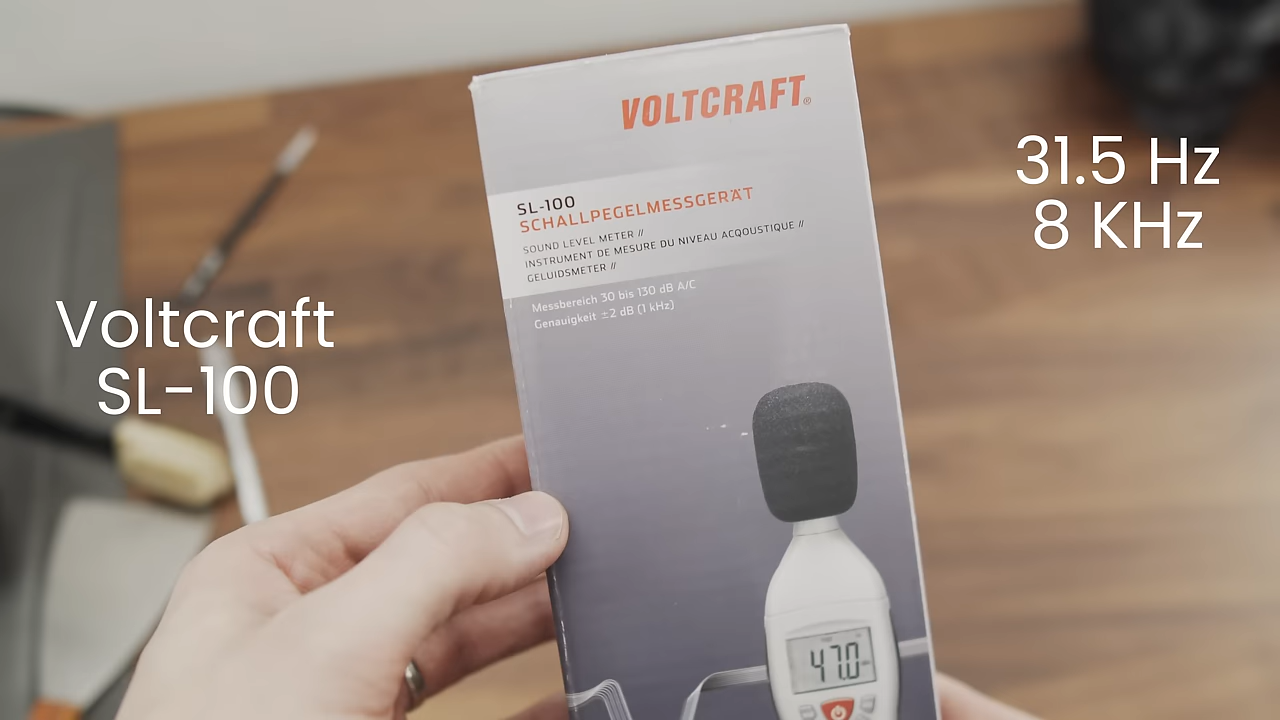 VOLTCRAFT®
SL-100
SCHALLPEGELMESSGERÄT
SOUND LEVEL METER //
INSTRUMENT DE MESURE DU NIVEAU ACQOUSTIQUE //
GELUIDSMETER //
Messbereich 30 bis 130 dB A/C
Genauigkeit ±2 dB (1 kHz)
47.0
Voltcraft
SL-100
31.5 Hz
8 KHz